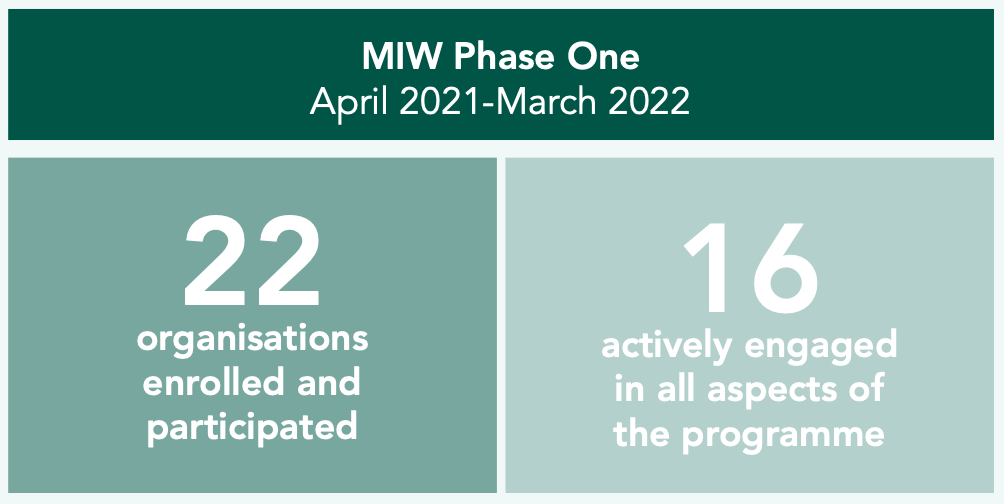 MIW Phase One
April 2021-March 2022
22
organisations
enrolled and
participated
16
actively engaged
in all aspects of
the programme